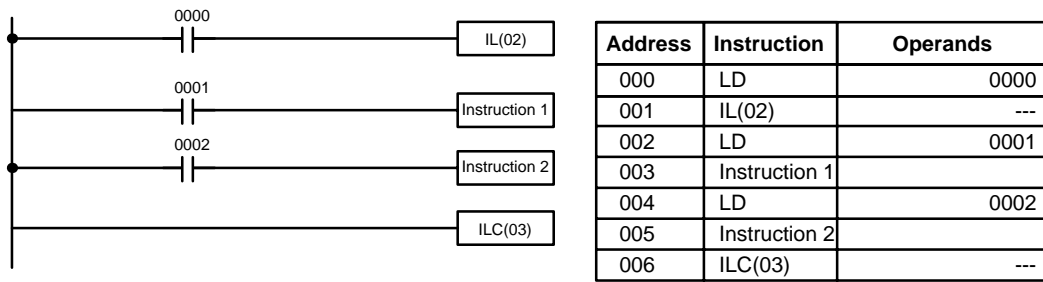 0000
IL(02)
0001
Instruction 1
0002
Instruction 2
ILC(03)
Address Instruction Operands
000 LD 0000
001 IL(02) ---
002 LD 0001
003 Instruction 1
004 LD 0002
005 Instruction 2
006 ILC(03) ---